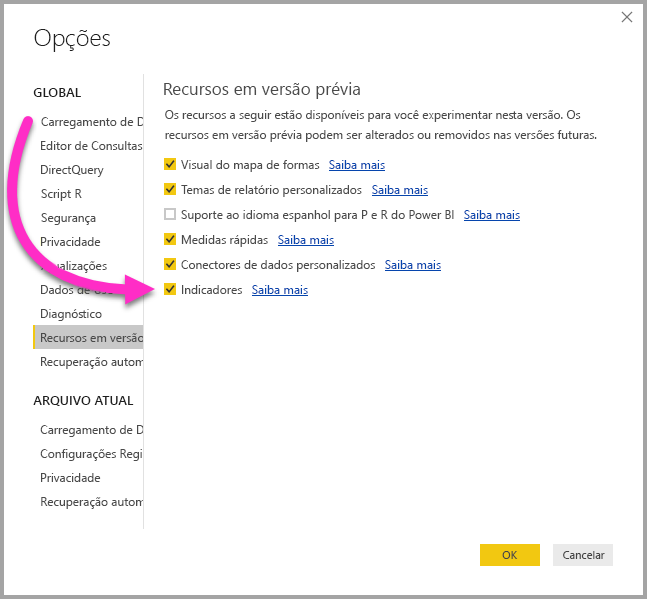 Opções
GLOBAL
Carregamento de D
Editor de Consultas
DirectQuery
Script R
Segurança
Privacidade
Atualizações
Dados de
Diagnóstico
Recursos em versão
Recuperação autom
ARQUIVO ATUAL
Carregamento de D
Configurações Regi
Privacidade
Recuperação autom
Recursos em versão prévia
Os recursos a seguir estão disponíveis para você experimentar nesta versão. Os
recursos em versão prévia podem ser alterados ou removidos nas versões futuras.
Visual do mapa de formas Saiba mais
Temas de relatório personalizados Saiba mais
Suporte ao idioma espanhol para P e R do Power BI Saiba mais
Medidas rápidas Saiba mais
Conectores de dados personalizados Saiba mais
Indicadores Saiba mais
OK Cancelar